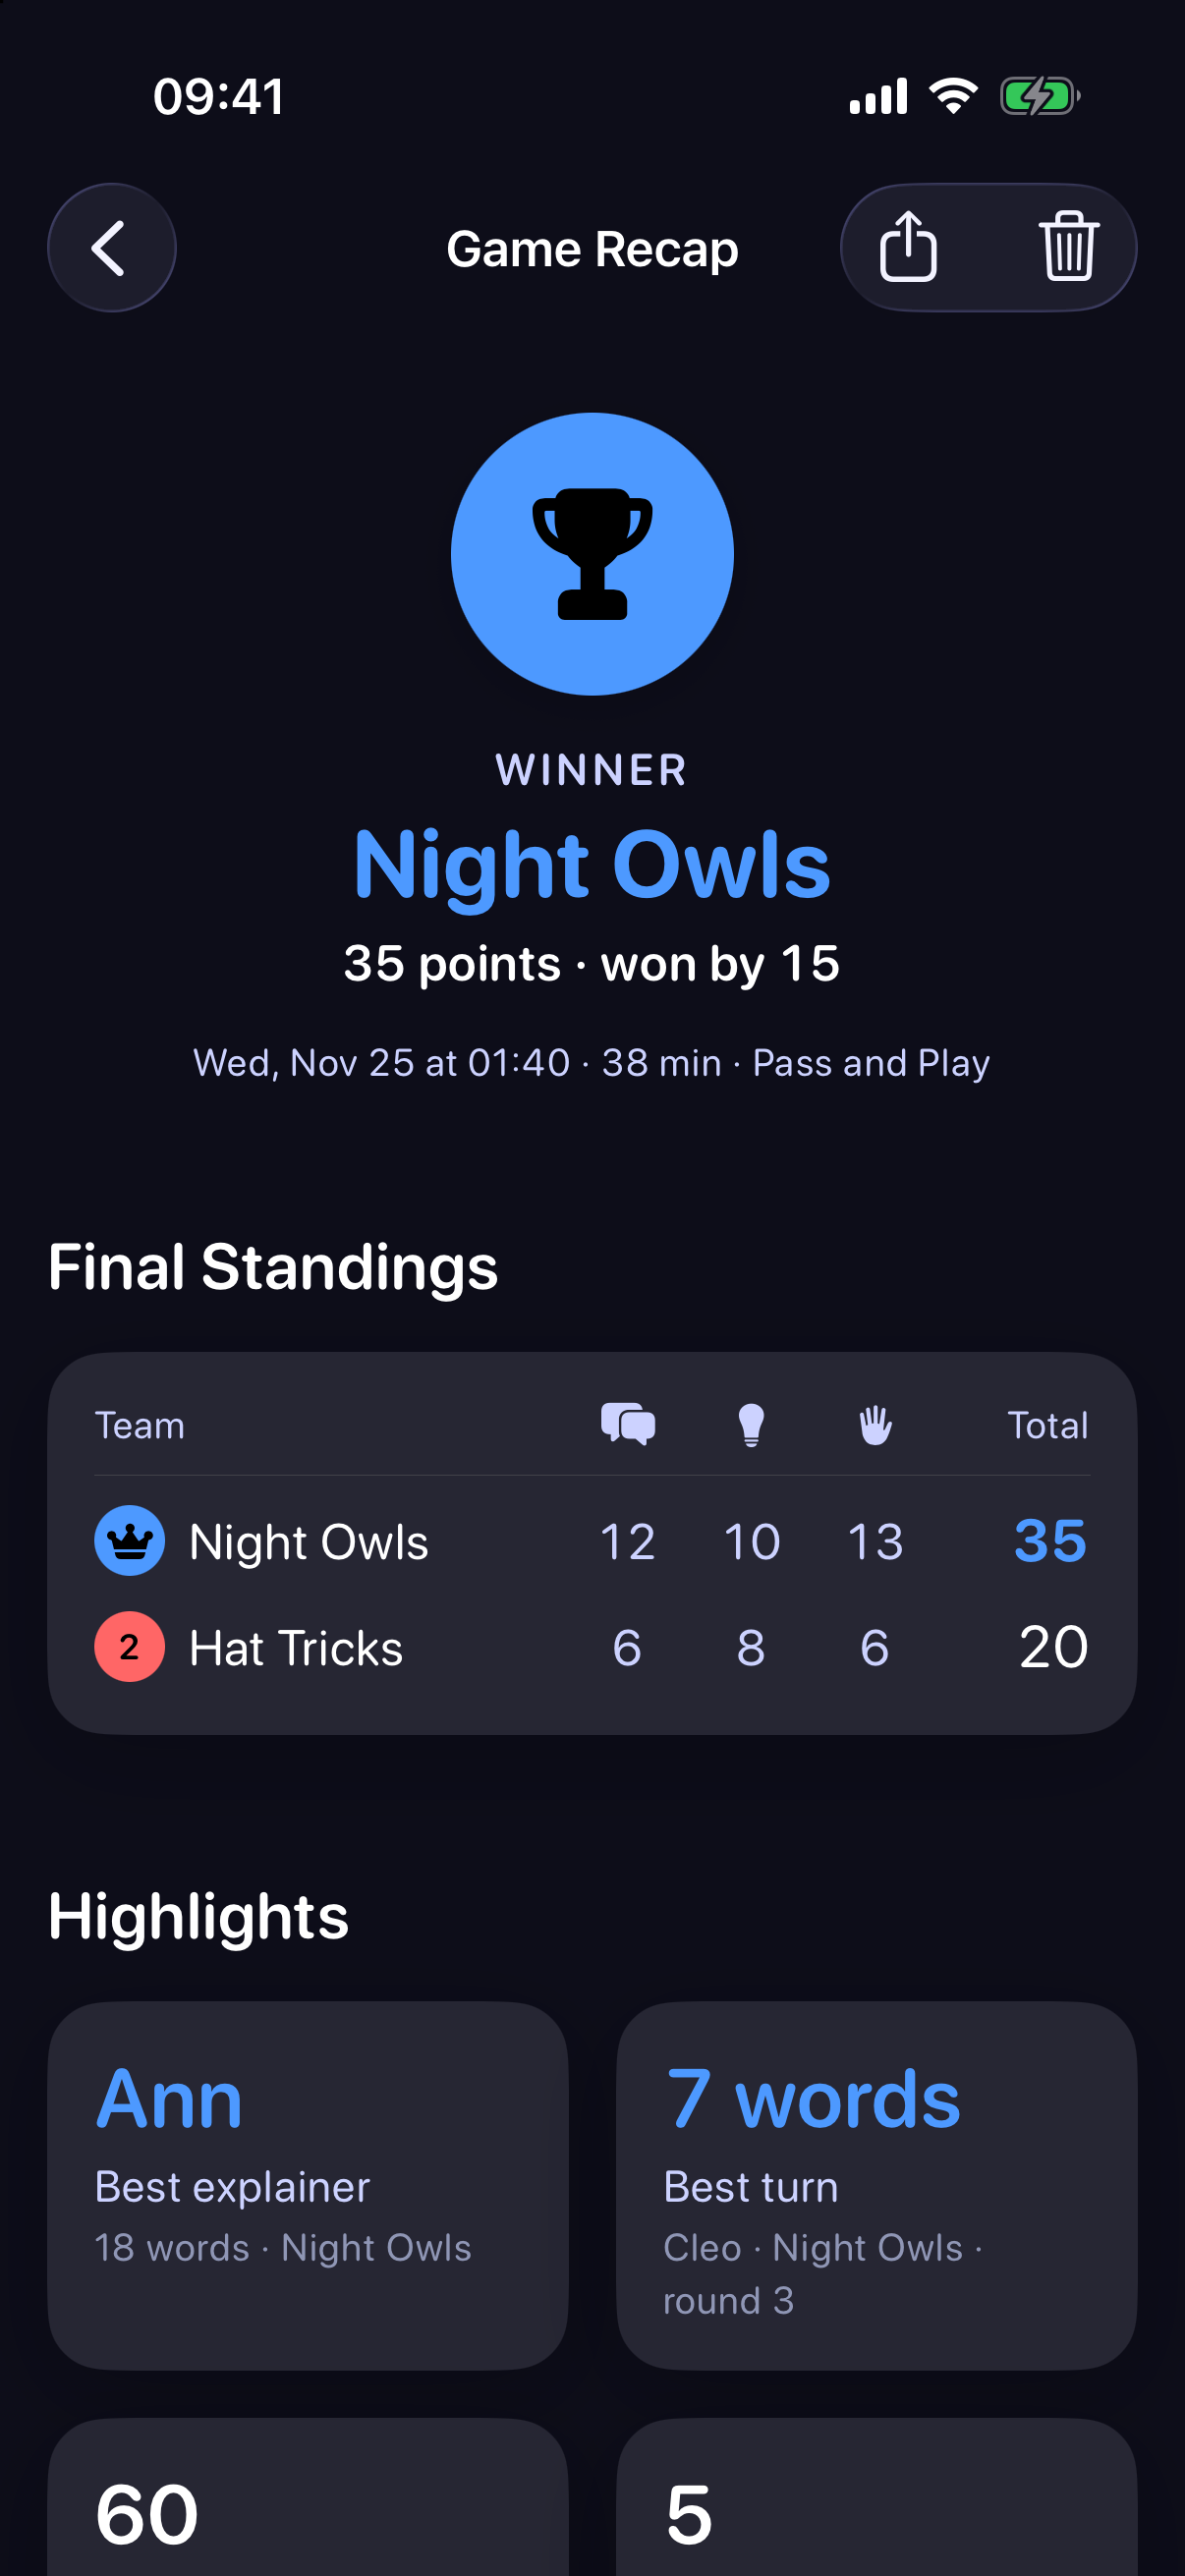 09:41
Game Recap
WINNER
Night Owls
35 points · won by 15
Wed, Nov 25 at 01:40 · 38 min · Pass and Play
Final Standings
Team Total
Night Owls 12 10 13 35
2 Hat Tricks 6 8 6 20
Highlights
Ann
Best explainer
18 words · Night Owls
7 words
Best turn
Cleo · Night Owls ·
round 3
60
5